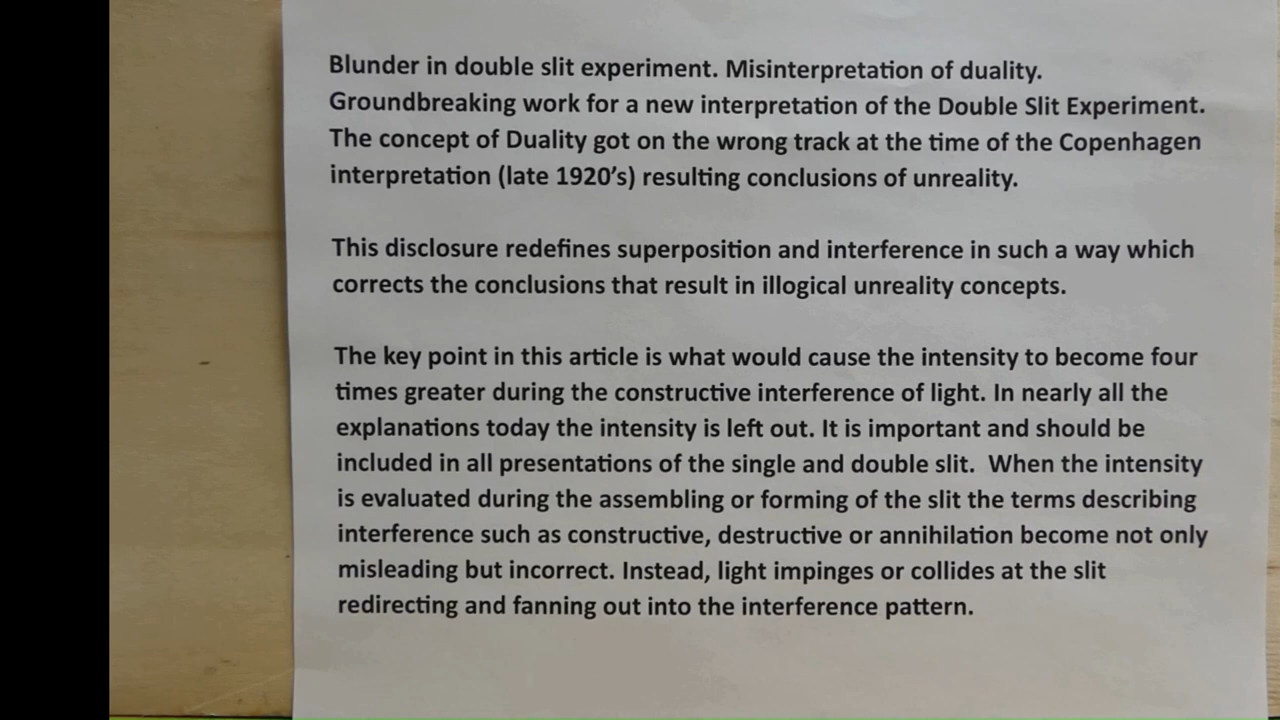 Blunder in double slit experiment. Misinterpretation of duality.
Groundbreaking work for a new interpretation of the Double Slit Experiment.
The concept of Duality got on the wrong track at the time of the Copenhagen
interpretation (late 1920’s) resulting conclusions of unreality.
This disclosure redefines superposition and interference in such a way which
corrects the conclusions that result in illogical unreality concepts.
The key point in this article is what would cause the intensity to become four
times greater during the constructive interference of light. In nearly all the
explanations today the intensity is left out. It is important and should be
included in all presentations of the single and double slit.  When the intensity
is evaluated during the assembling or forming of the slit the terms describing
interference such as constructive, destructive or annihilation become not only
misleading but incorrect. Instead, light impinges or collides at the slit
redirecting and fanning out into the interference pattern.